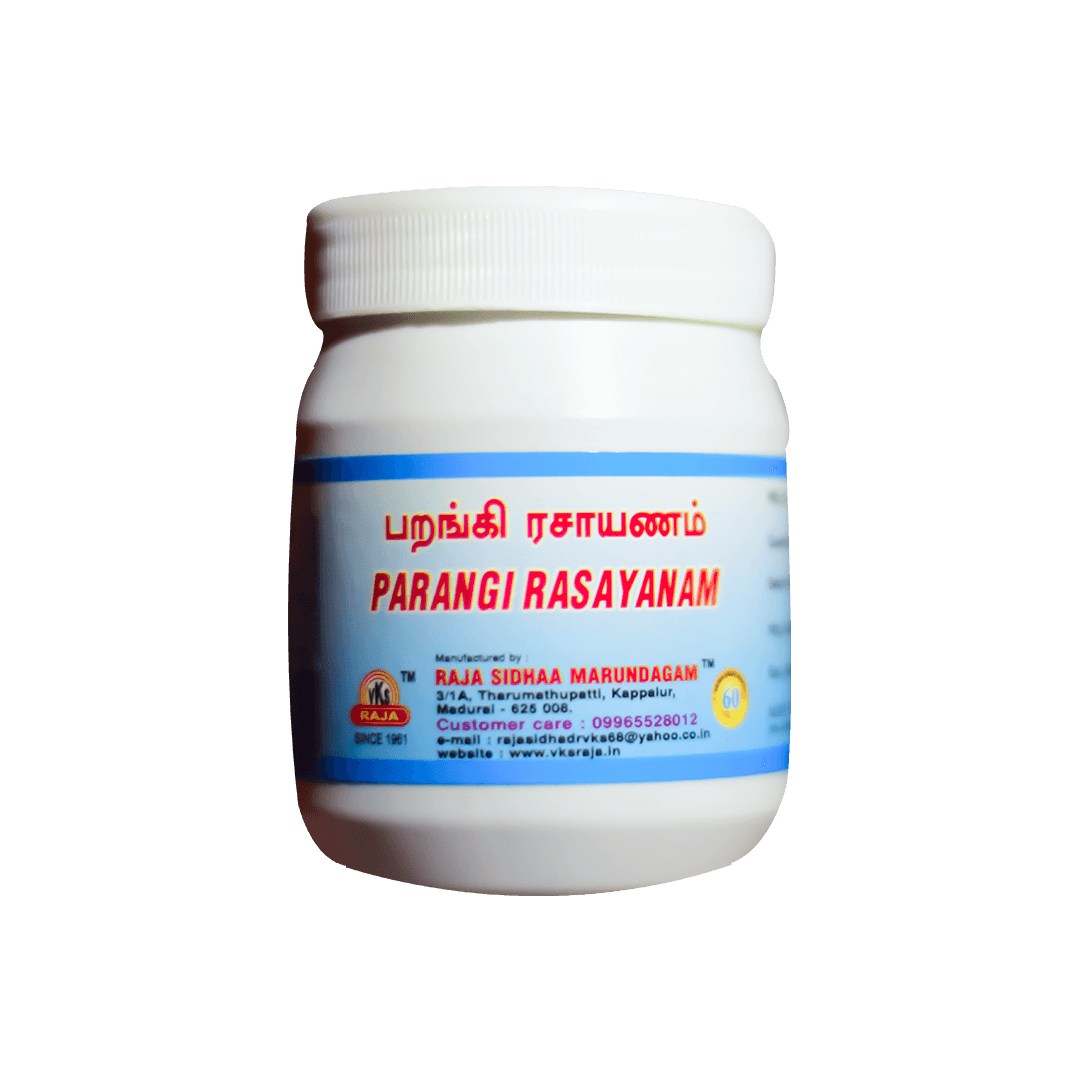 பறங்கி ரசாயணம்
PARANGI RASAYANAM
Manufactured by :
RAJA SIDHAA MARUNDAGAM TM
3/1A, Tharumathupatti, Kappalur,
Madurai - 625 008.
Customer care : 09965528012
e-mail : rajasidhadrvks68@yahoo.co.in
website : www.vksraja.in
VKS TM
RAJA
SINCE 1961
60